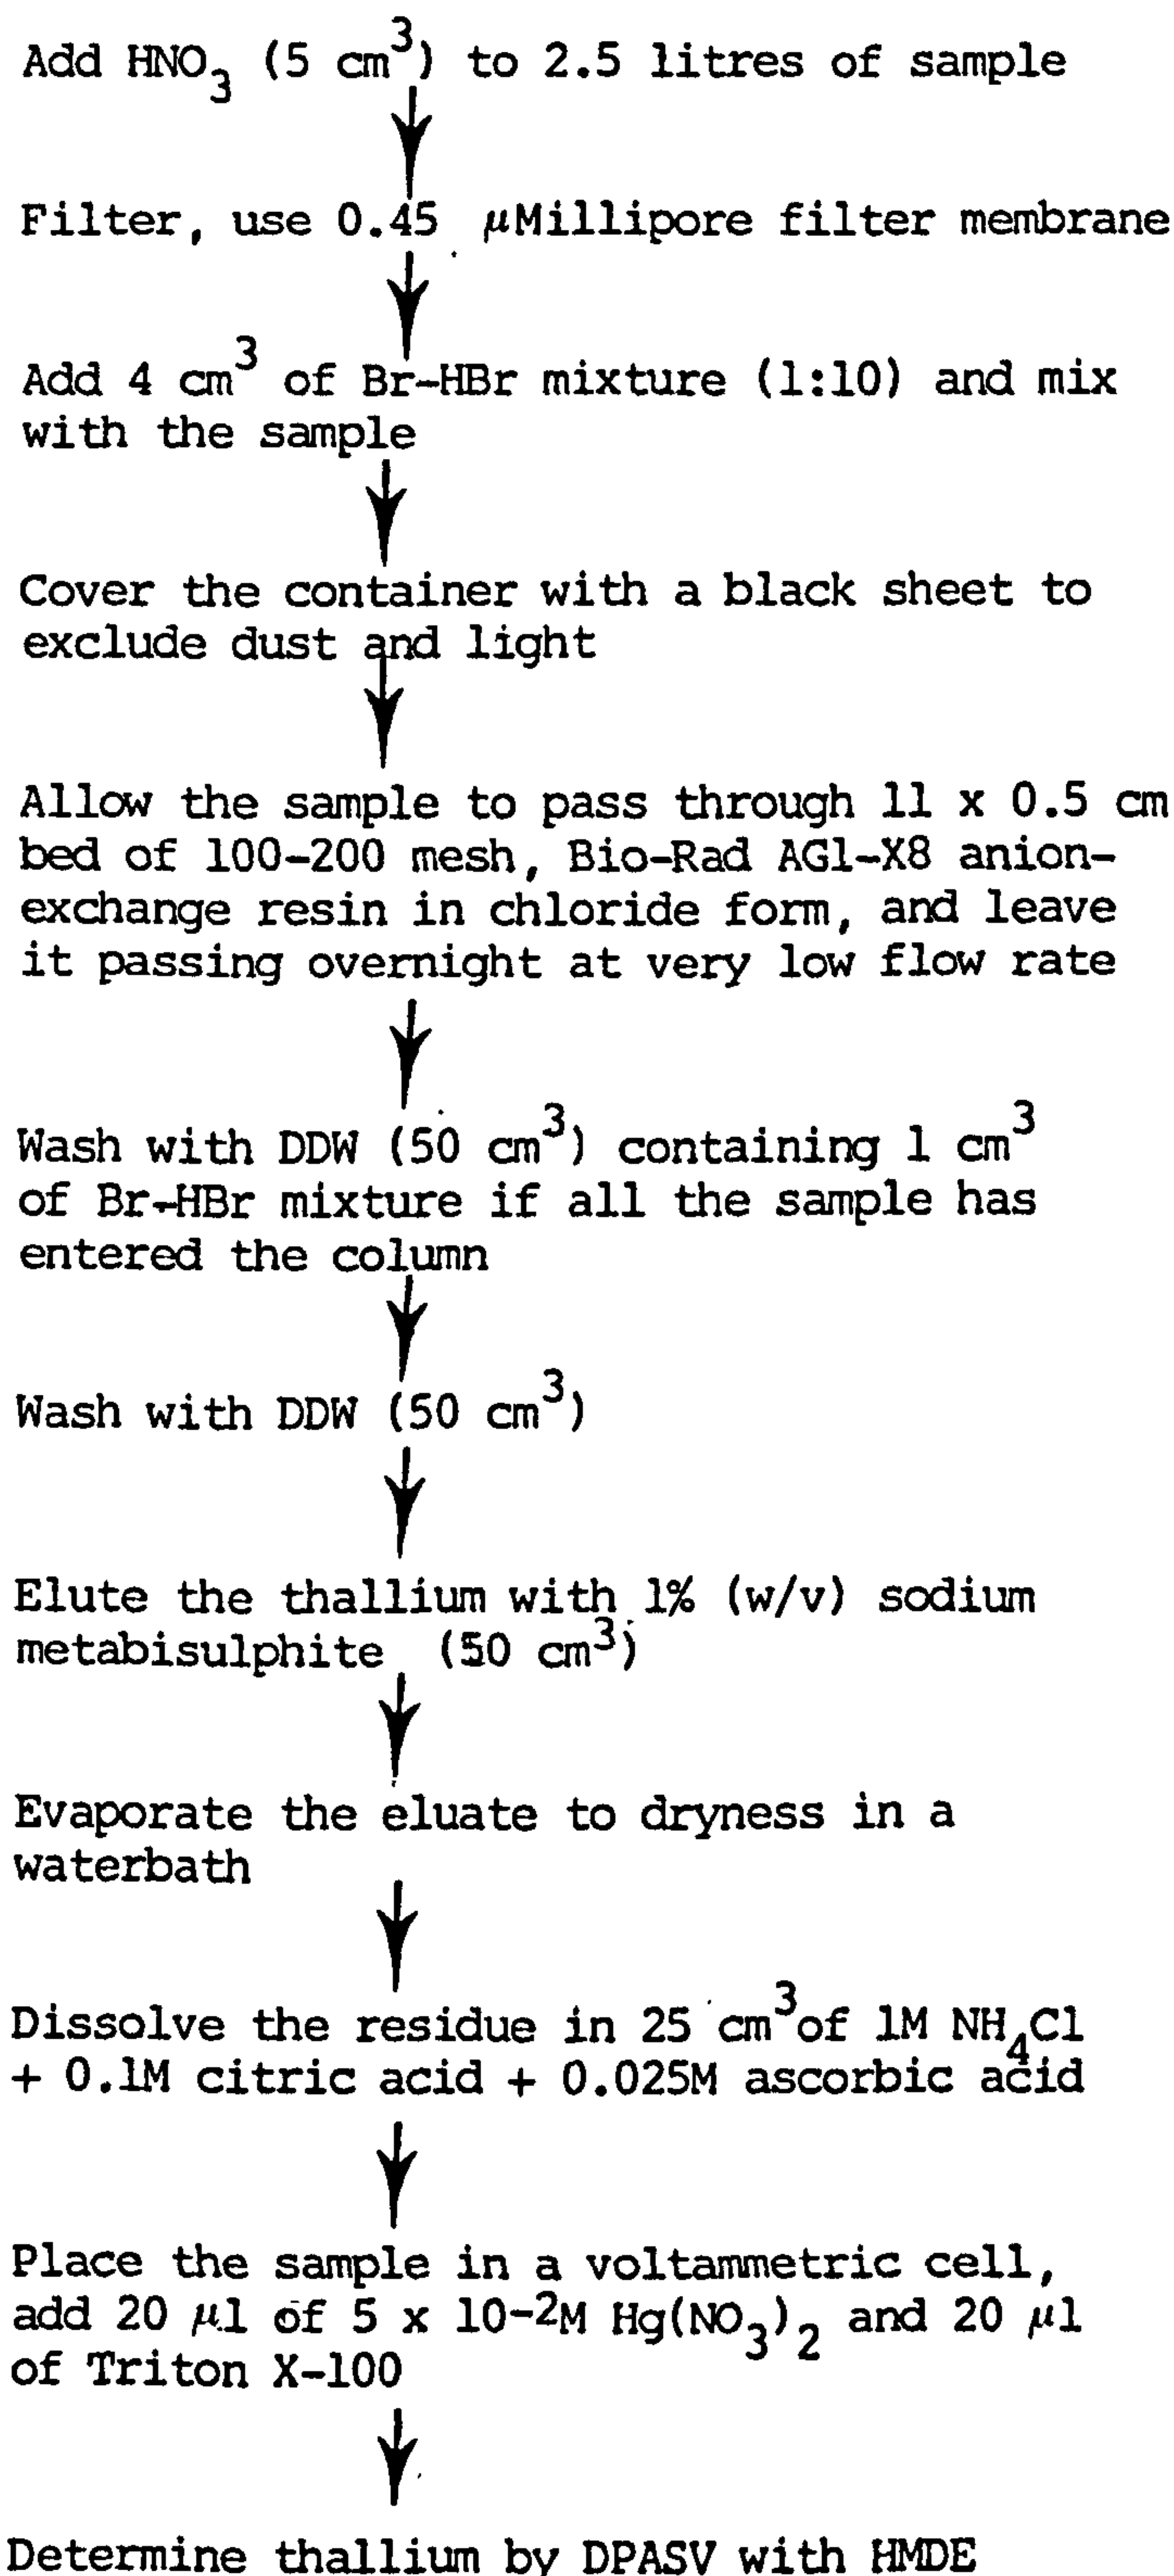 Add HNO3 (5 cm3) to 2.5 litres of sample
Filter, use 0.45 μMillipore filter membrane
Add 4 cm3 of Br-HBr mixture (1:10) and mix
with the sample
Cover the container with a black sheet to
exclude dust and light
Allow the sample to pass through 11 x 0.5 cm
bed of 100-200 mesh, Bio-Rad AG1-X8 anion-
exchange resin in chloride form, and leave
it passing overnight at very low flow rate
Wash with DDW (50 cm3) containing 1 cm3
of Br-HBr mixture if all the sample has
entered the column
Wash with DDW (50 cm3)
Elute the thallium with 1% (w/v) sodium
metabisulphite (50 cm3)
Evaporate the eluate to dryness in a
waterbath
Dissolve the residue in 25 cm3 of 1M NH4Cl
+ 0.1M citric acid + 0.025M ascorbic acid
Place the sample in a voltammetric cell,
add 20 μl of 5 x 10-2M Hg(NO3)2 and 20 μl
of Triton X-100
Determine thallium by DPASV with HMDE